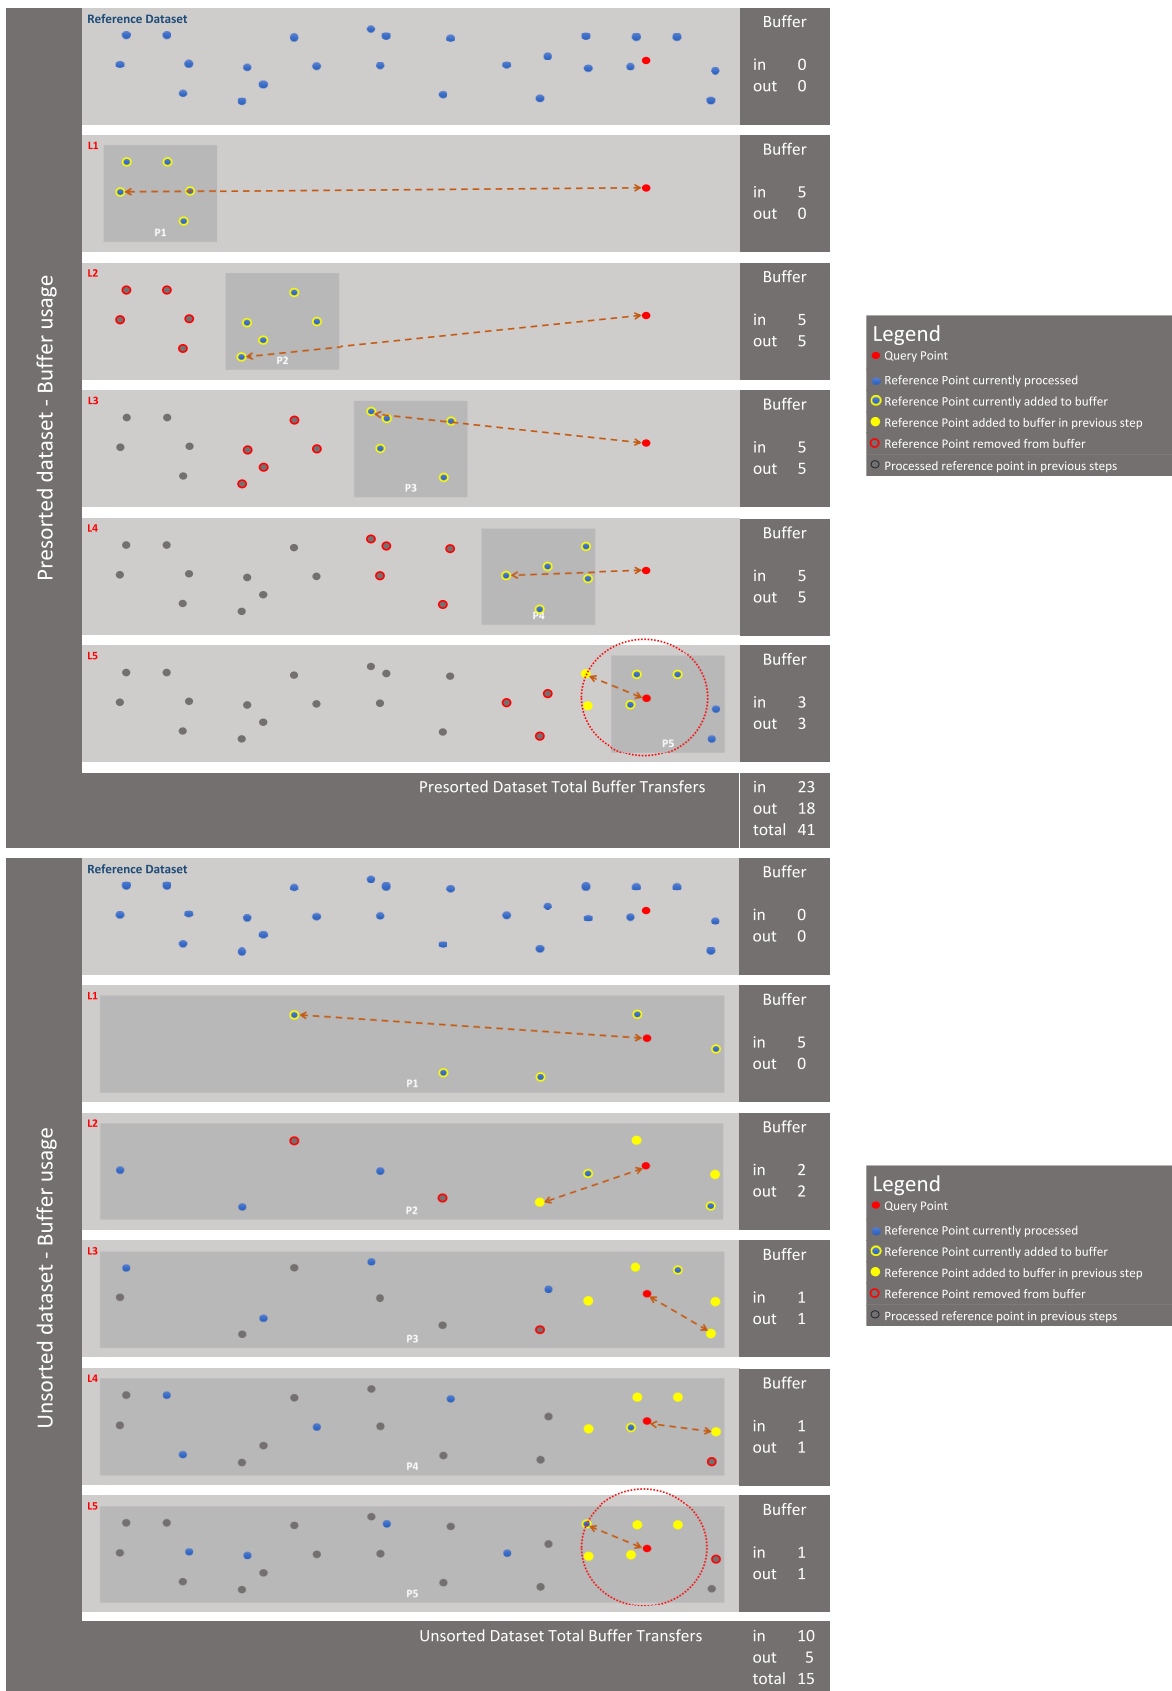 Presorted dataset - Buffer usage
Reference Dataset
Buffer
in 0
out 0
L1
P1
Buffer
in 5
out 0
L2
P2
Buffer
in 5
out 5
L3
P3
Buffer
in 5
out 5
L4
P4
Buffer
in 5
out 5
L5
P5
Buffer
in 3
out 3
Presorted Dataset Total Buffer Transfers
in 23
out 18
total 41
Legend
Query Point
Reference Point currently processed
Reference Point currently added to buffer
Reference Point added to buffer in previous step
Reference Point removed from buffer
Processed reference point in previous steps
Unsorted dataset - Buffer usage
Reference Dataset
Buffer
in 0
out 0
L1
P1
Buffer
in 5
out 0
L2
P2
Buffer
in 2
out 2
L3
P3
Buffer
in 1
out 1
L4
P4
Buffer
in 1
out 1
L5
P5
Buffer
in 1
out 1
Unsorted Dataset Total Buffer Transfers
in 10
out 5
total 15
Legend
Query Point
Reference Point currently processed
Reference Point currently added to buffer
Reference Point added to buffer in previous step
Reference Point removed from buffer
Processed reference point in previous steps